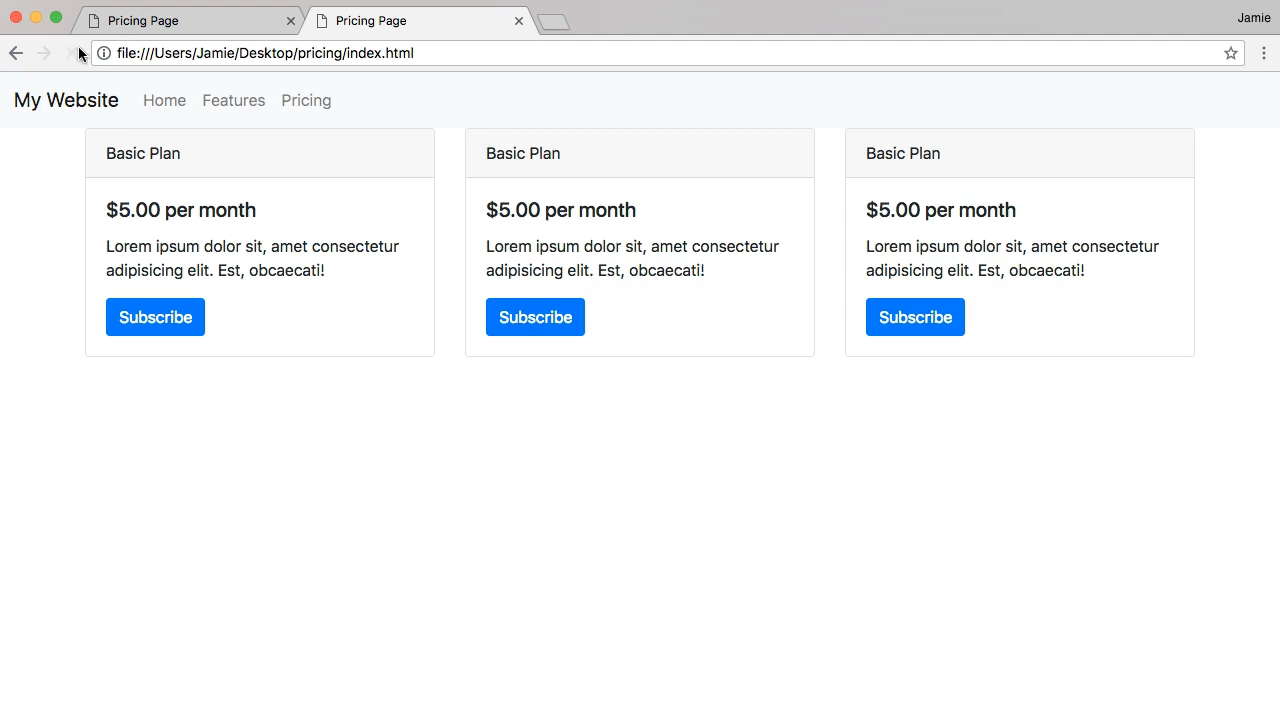 Pricing Page
Pricing Page
Jamie
file:///Users/Jamie/Desktop/pricing/index.html
My Website Home Features Pricing
Basic Plan
$5.00 per month
Lorem ipsum dolor sit, amet consectetur
adipisicing elit. Est, obcaecati!
Subscribe
Basic Plan
$5.00 per month
Lorem ipsum dolor sit, amet consectetur
adipisicing elit. Est, obcaecati!
Subscribe
Basic Plan
$5.00 per month
Lorem ipsum dolor sit, amet consectetur
adipisicing elit. Est, obcaecati!
Subscribe